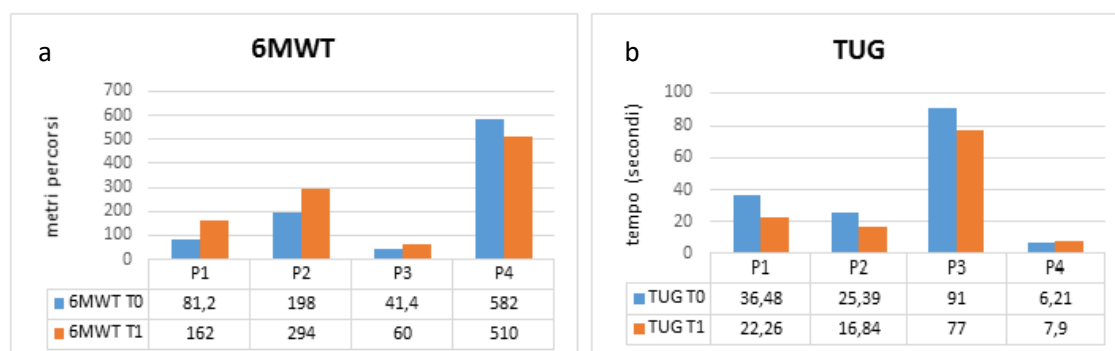 a
6MWT
metri percorsi
700
600
500
400
300
200
100
0
P1 P2 P3 P4
6MWT T0 81,2 198 41,4 582
6MWT T1 162 294 60 510
b
TUG
tempo (secondi)
100
80
60
40
20
0
P1 P2 P3 P4
TUG T0 36,48 25,39 91 6,21
TUG T1 22,26 16,84 77 7,9